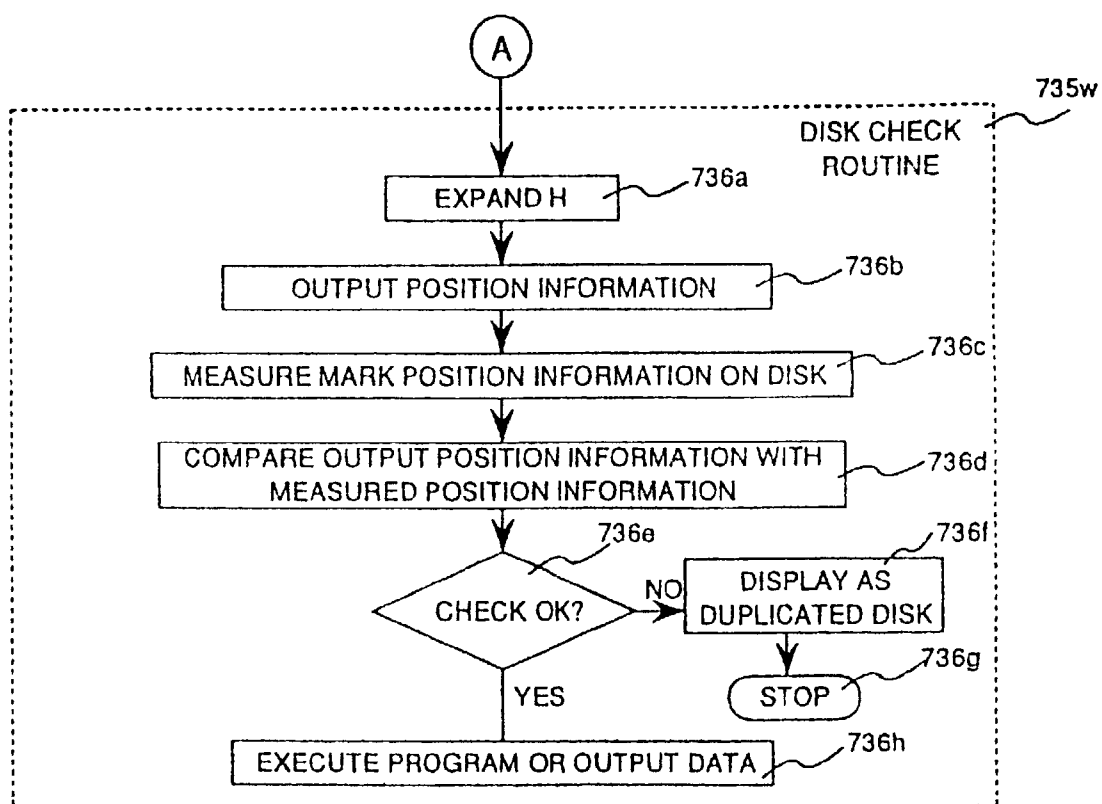 A
735w
DISK CHECK
ROUTINE
736a
EXPAND H
736b
OUTPUT POSITION INFORMATION
736c
MEASURE MARK POSITION INFORMATION ON DISK
COMPARE OUTPUT POSITION INFORMATION WITH
MEASURED POSITION INFORMATION
736d
736e
736f
CHECK OK?
NO
DISPLAY AS
DUPLICATED DISK
736g
STOP
YES
736h
EXECUTE PROGRAM OR OUTPUT DATA